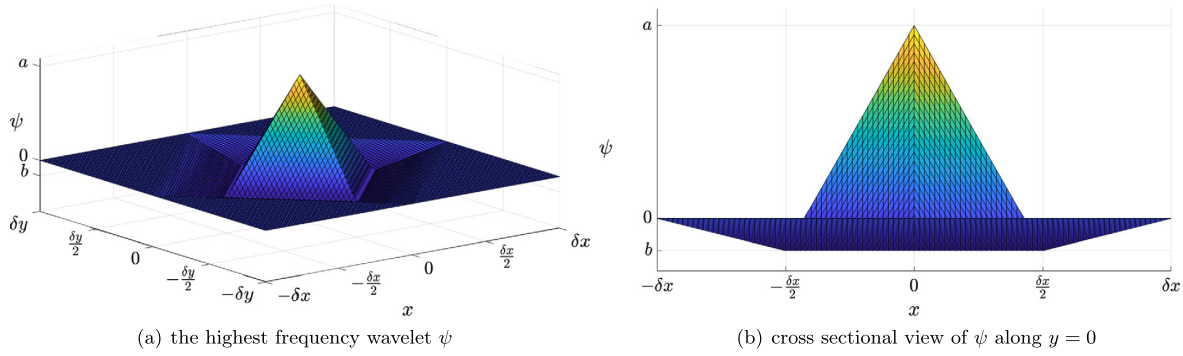 a
ψ
0
b
δy
δy/2
0
−δy/2
−δy
−δx
−δx/2
0
δx/2
δx
x
(a) the highest frequency wavelet ψ
a
ψ
0
b
−δx
−δx/2
0
δx/2
δx
x
(b) cross sectional view of ψ along y = 0